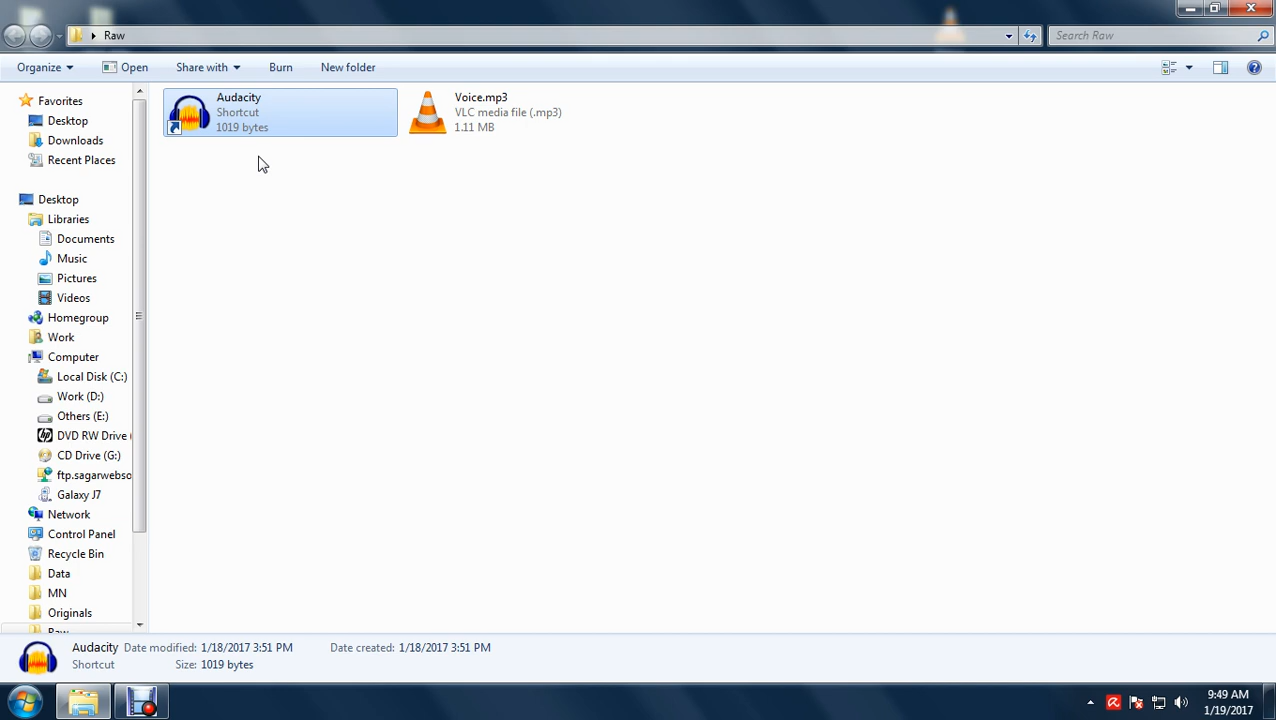 Raw
Search Raw
Organize
Open
Share with
Burn
New folder
Favorites
Desktop
Downloads
Recent Places
Desktop
Libraries
Documents
Music
Pictures
Videos
Homegroup
Work
Computer
Local Disk (C:)
Work (D:)
Others (E:)
DVD RW Drive (
CD Drive (G:)
ftp.sagarwebso
Galaxy J7
Network
Control Panel
Recycle Bin
Data
MN
Originals
Raw
Audacity
Shortcut
1019 bytes
Voice.mp3
VLC media file (.mp3)
1.11 MB
Audacity Date modified: 1/18/2017 3:51 PM Date created: 1/18/2017 3:51 PM
Shortcut Size: 1019 bytes
9:49 AM
1/19/2017